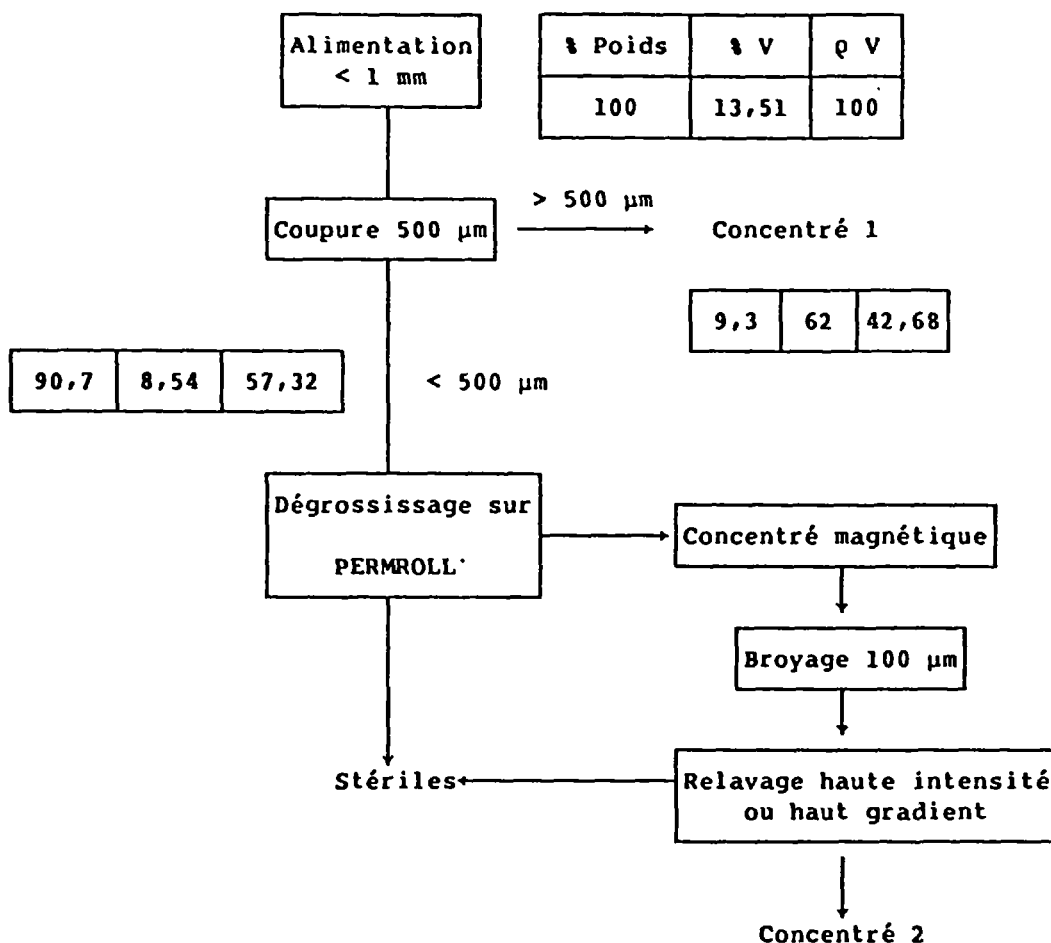 Alimentation
< 1 mm
% Poids % V ρ V
100 13,51 100
Coupure 500 µm
> 500 µm
Concentré 1
9,3 62 42,68
90,7 8,54 57,32
< 500 µm
Dégrossissage sur
PERMROLL
Concentré magnétique
Broyage 100 µm
Stériles
Relavage haute intensité
ou haut gradient
Concentré 2